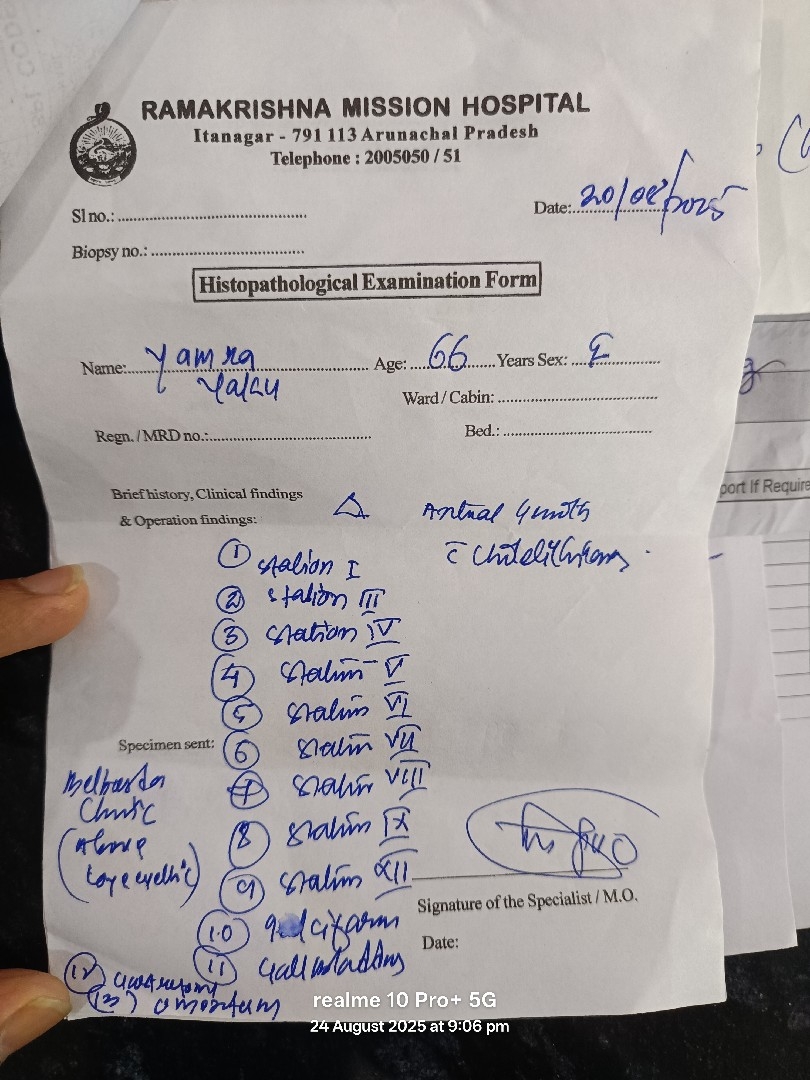 RAMAKRISHNA MISSION HOSPITAL
Itanagar - 791 113 Arunachal Pradesh
Telephone : 2005050 / 51
Sl no.:
Date: 20/08/2025
Biopsy no.:
Histopathological Examination Form
Name: Age: 66 Years Sex: F
Yalu
Ward / Cabin:
Regn. / MRD no.:
Bed.:
Brief history, Clinical findings
& Operation findings:
Antral Growth
c̄
① Station I
② Station III
③ Station IV
④ Station V
⑤ Station VI
Specimen sent: ⑥ Station VII
⑦ Station VIII
⑧ Station IX
⑨ Station XII
Clinic
(Above
10
11 Gallbladder
12
13) Omentum
Signature of the Specialist / M.O.
Date:
port If Require
realme 10 Pro+ 5G
24 August 2025 at 9:06 pm